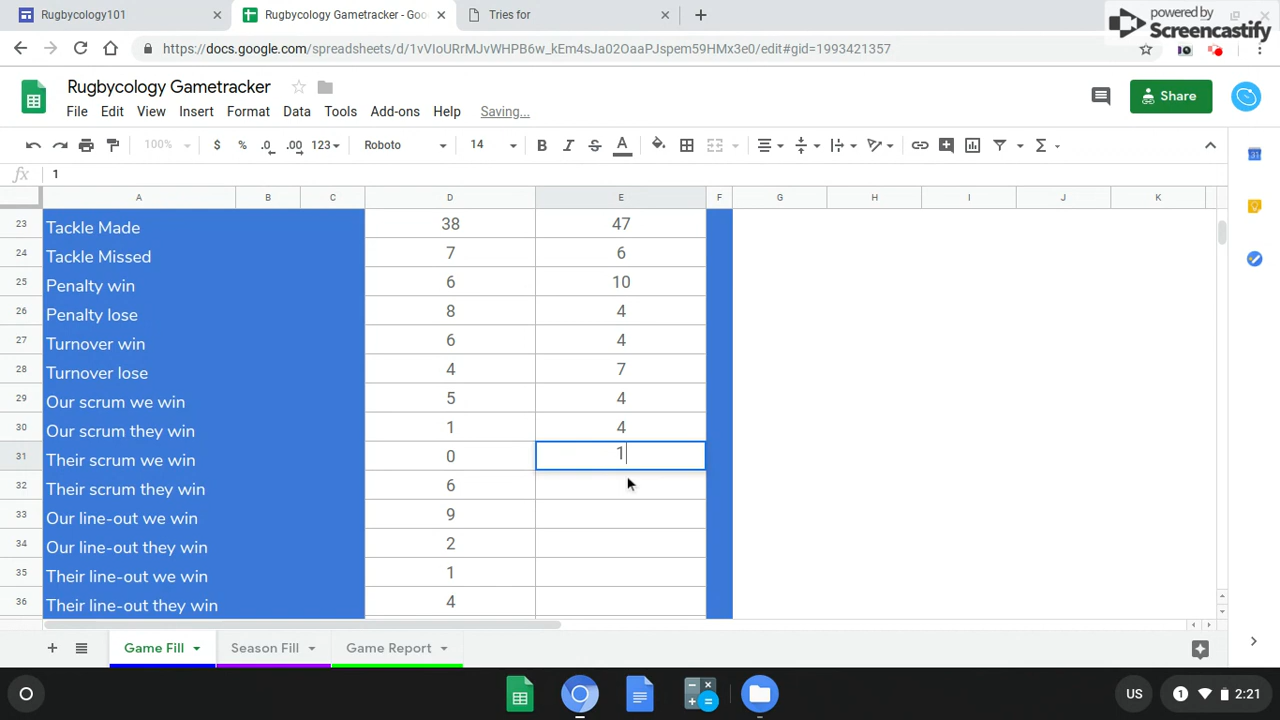 Rugbycology101
Rugbycology Gametracker - Goo
Tries for
powered by
Screencastify
https://docs.google.com/spreadsheets/d/1vVIoURrMJvWHPB6w_kEm4sJa02OaaPJspem59HMx3e0/edit#gid=1993421357
Rugbycology Gametracker
File Edit View Insert Format Data Tools Add-ons Help Saving...
Share
100% $ % .0 .00 123 Roboto 14 B I S A Σ
fx 1
A B C D E F G H I J K
23 Tackle Made 38 47
24 Tackle Missed 7 6
25 Penalty win 6 10
26 Penalty lose 8 4
27 Turnover win 6 4
28 Turnover lose 4 7
29 Our scrum we win 5 4
30 Our scrum they win 1 4
31 Their scrum we win 0 1
32 Their scrum they win 6
33 Our line-out we win 9
34 Our line-out they win 2
35 Their line-out we win 1
36 Their line-out they win 4
Game Fill Season Fill Game Report
US 1 2:21